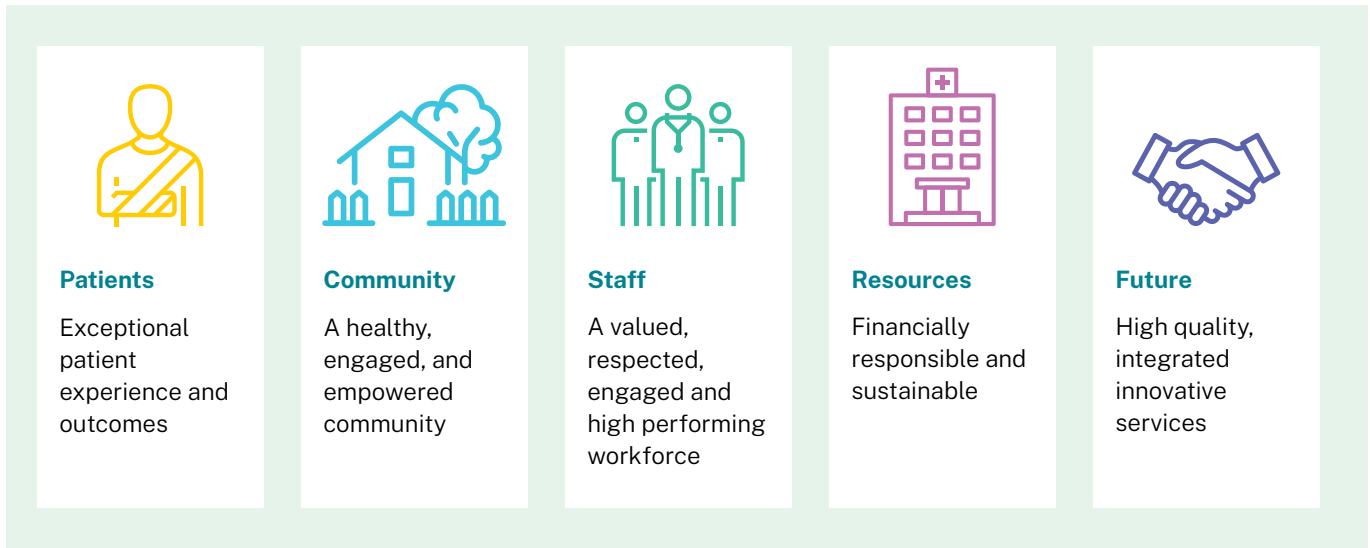 Patients
Exceptional
patient
experience and
outcomes
Community
A healthy,
engaged, and
empowered
community
Staff
A valued,
respected,
engaged and
high performing
workforce
Resources
Financially
responsible and
sustainable
Future
High quality,
integrated
innovative
services